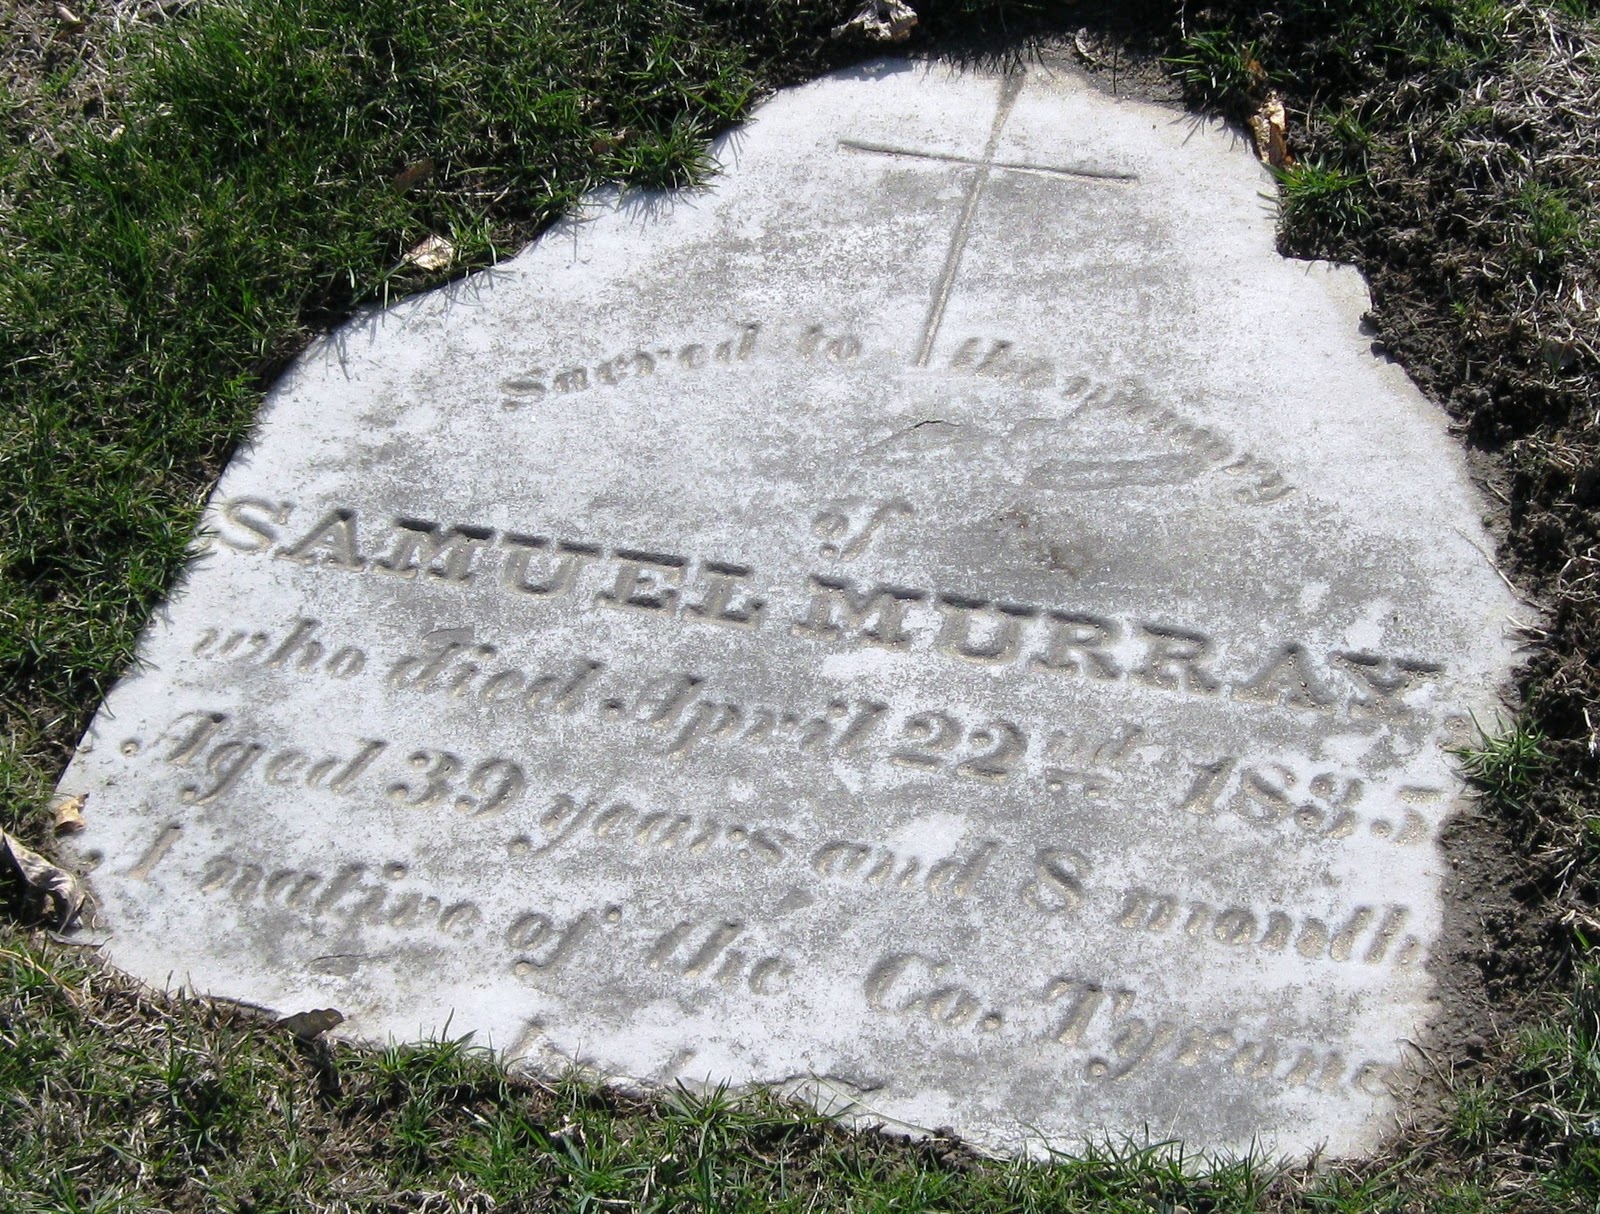 Sacred to the memory
of
SAMUEL MURRAY.
who died April 22nd 1835
Aged 39 years and 8 month
A native of the Co. Tyrone